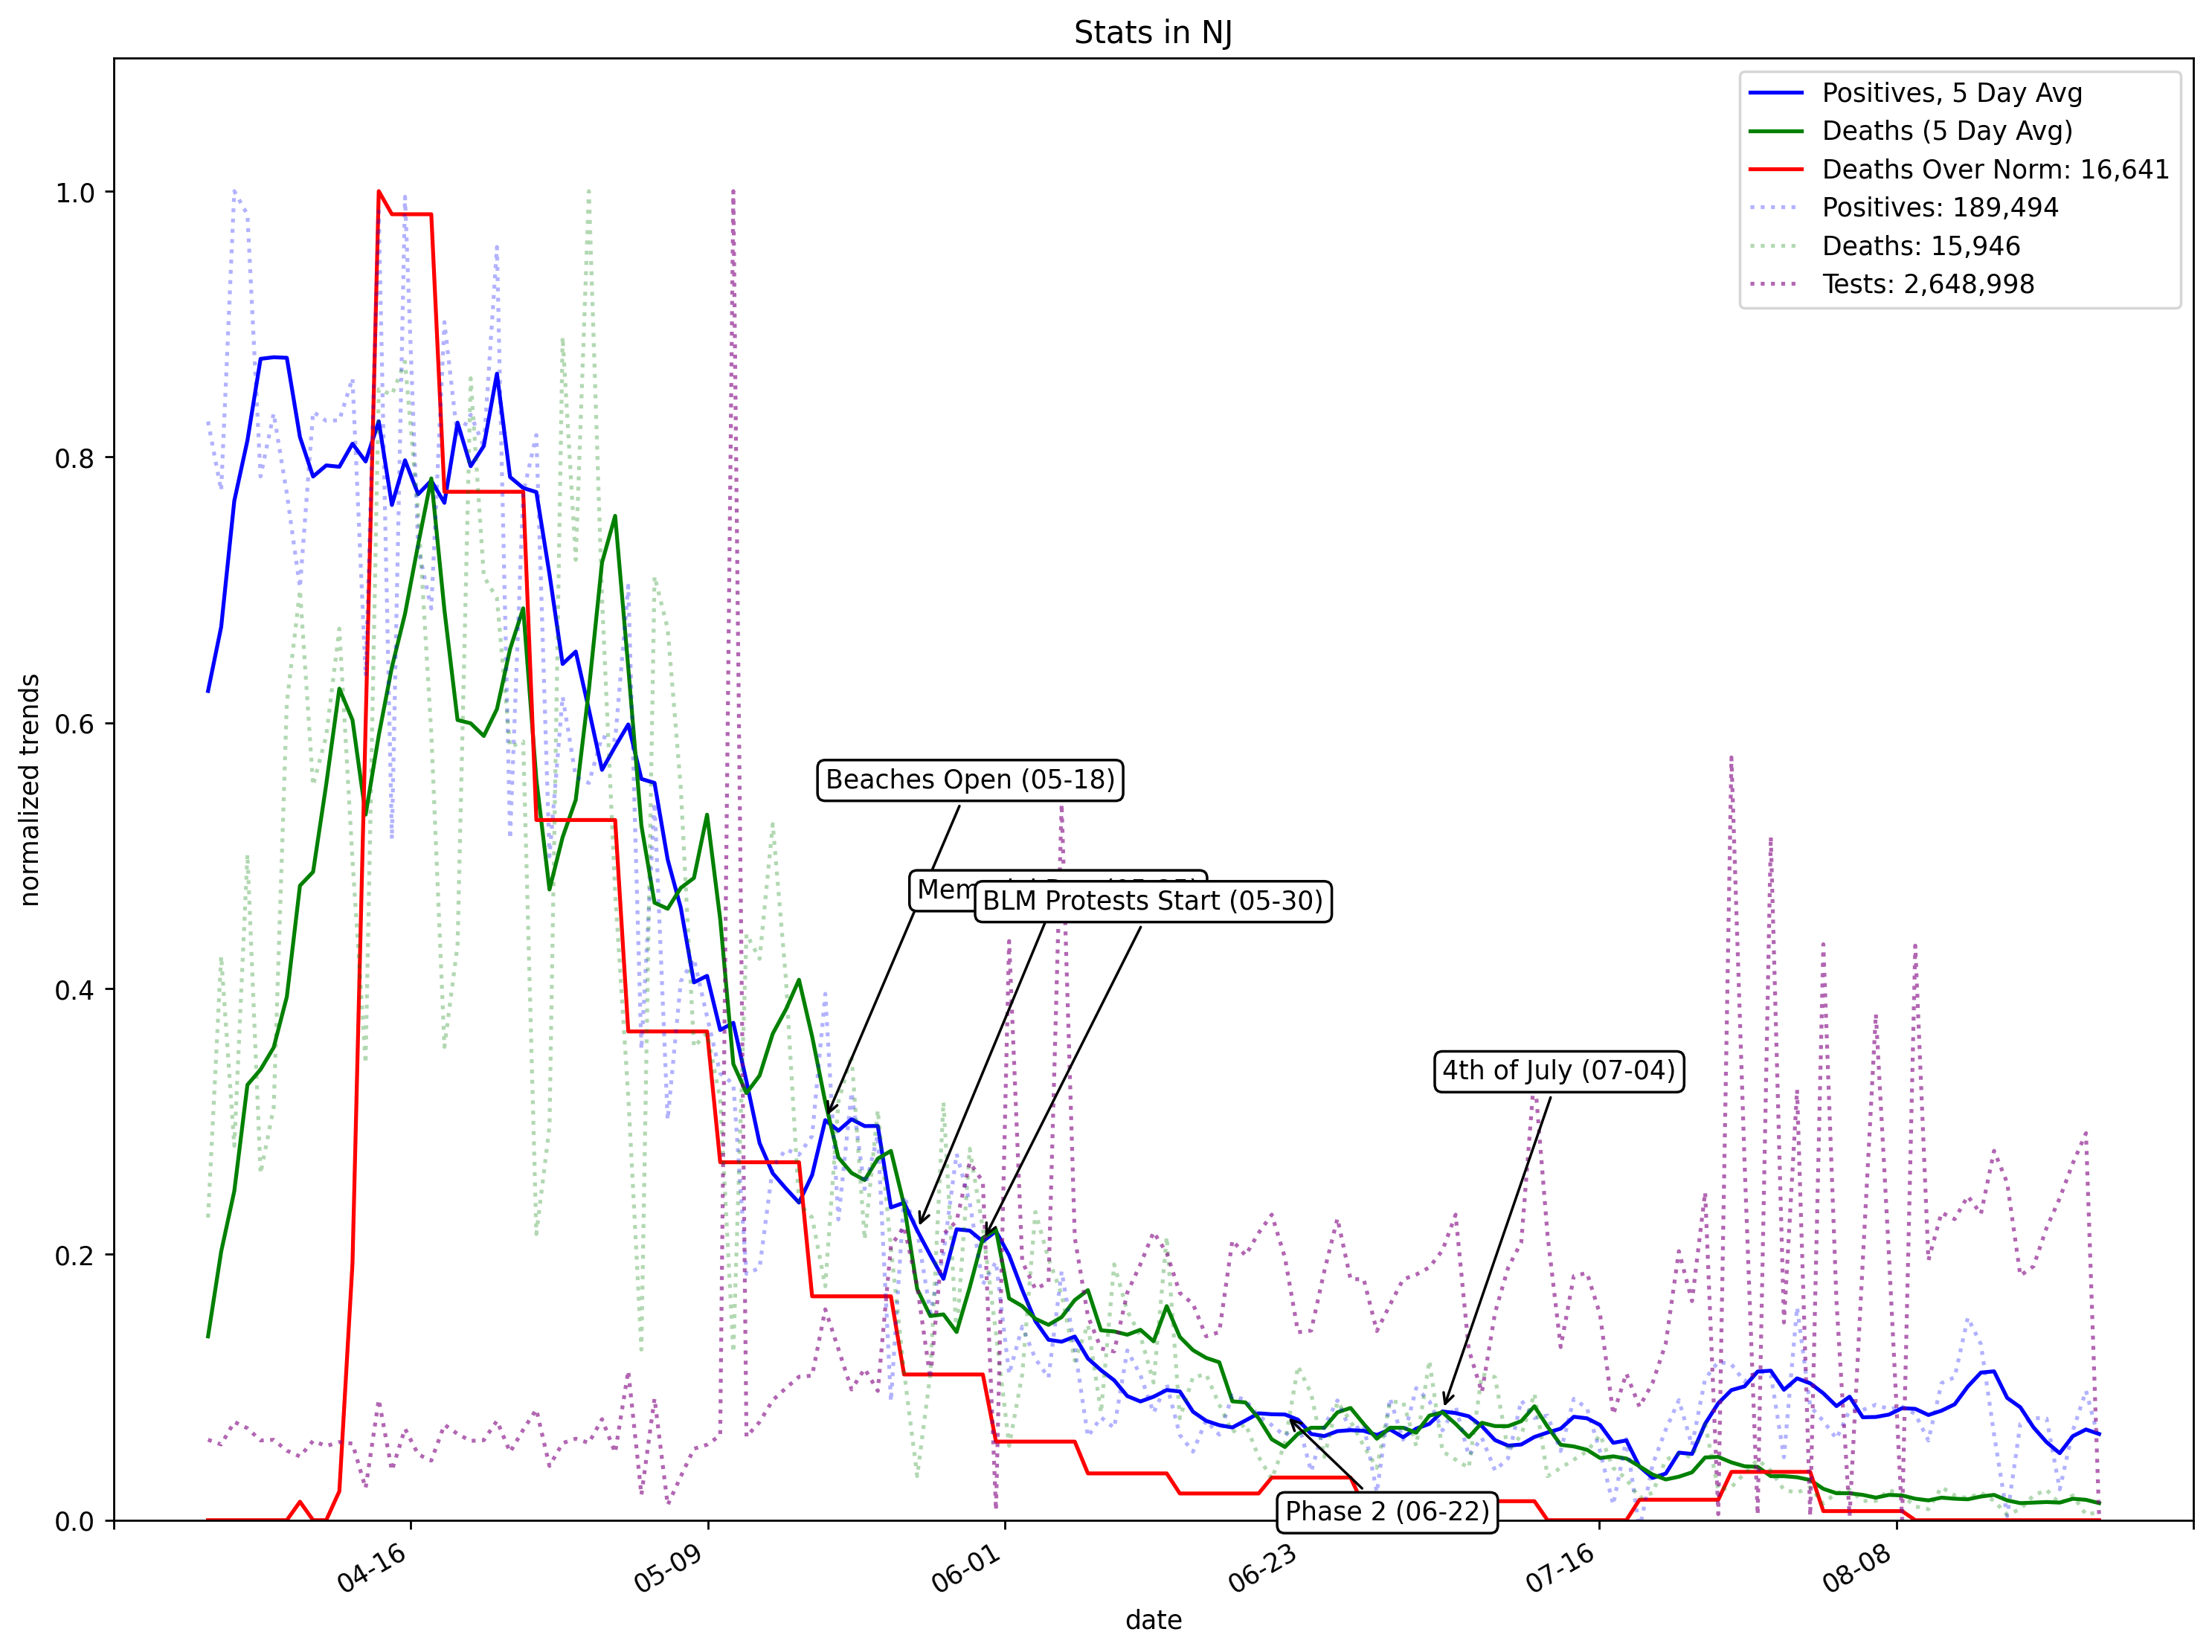 Stats in NJ
Positives, 5 Day Avg
Deaths (5 Day Avg)
Deaths Over Norm: 16,641
Positives: 189,494
Deaths: 15,946
Tests: 2,648,998
normalized trends
1.0
0.8
0.6
0.4
0.2
0.0
Beaches Open (05-18)
BLM Protests Start (05-30)
4th of July (07-04)
Phase 2 (06-22)
04-16
05-09
06-01
06-23
07-16
08-08
date